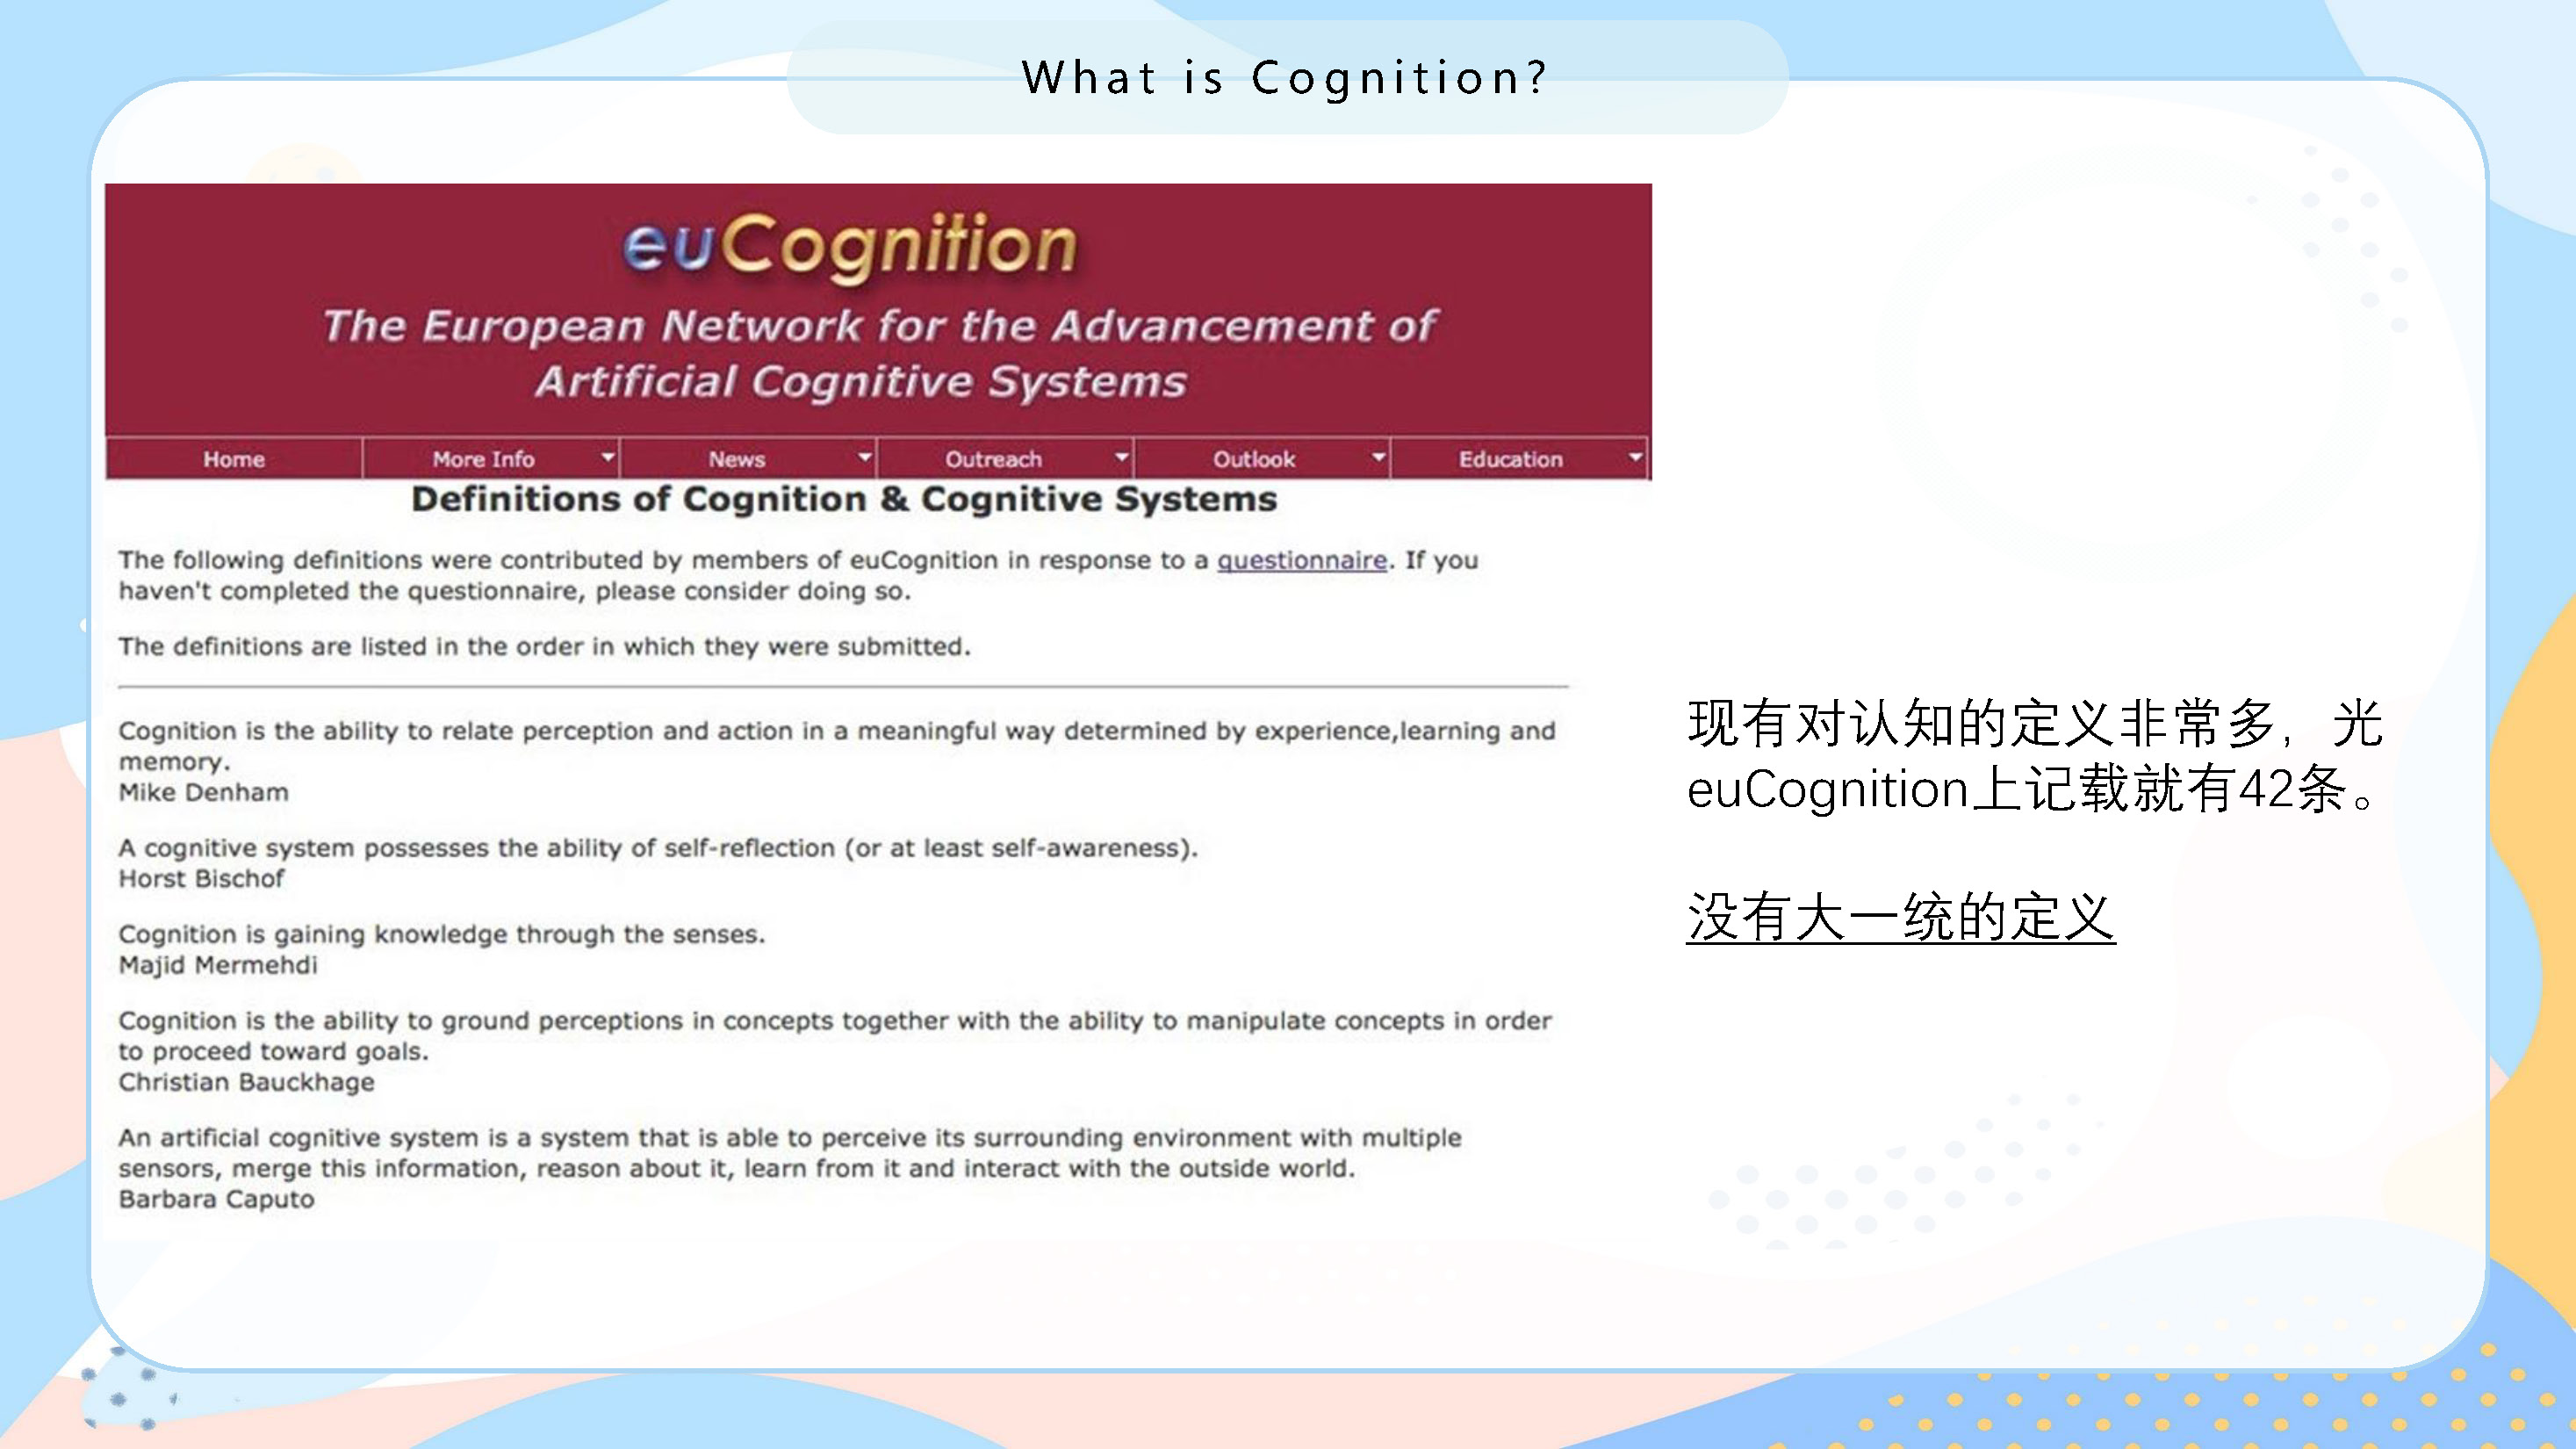 What is Cognition?
euCognition
The European Network for the Advancement of
Artificial Cognitive Systems
Home More Info News Outreach Outlook Education
Definitions of Cognition & Cognitive Systems
The following definitions were contributed by members of euCognition in response to a questionnaire. If you
haven't completed the questionnaire, please consider doing so.
The definitions are listed in the order in which they were submitted.
Cognition is the ability to relate perception and action in a meaningful way determined by experience,learning and
memory.
Mike Denham
A cognitive system possesses the ability of self-reflection (or at least self-awareness).
Horst Bischof
Cognition is gaining knowledge through the senses.
Majid Mermehdi
Cognition is the ability to ground perceptions in concepts together with the ability to manipulate concepts in order
to proceed toward goals.
Christian Bauckhage
An artificial cognitive system is a system that is able to perceive its surrounding environment with multiple
sensors, merge this information, reason about it, learn from it and interact with the outside world.
Barbara Caputo
现有对认知的定义非常多，光
euCognition上记载就有42条。
没有大一统的定义